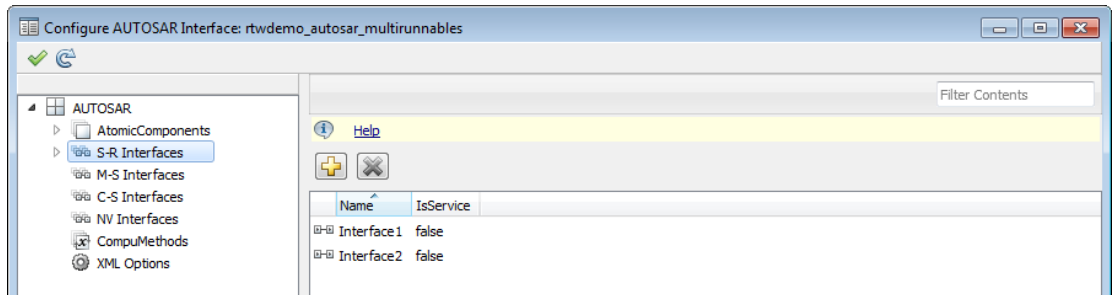 Configure AUTOSAR Interface: rtwdemo_autosar_multirunnables
Filter Contents
AUTOSAR
AtomicComponents
S-R Interfaces
M-S Interfaces
C-S Interfaces
NV Interfaces
CompuMethods
XML Options
Help
Name IsService
Interface1 false
Interface2 false